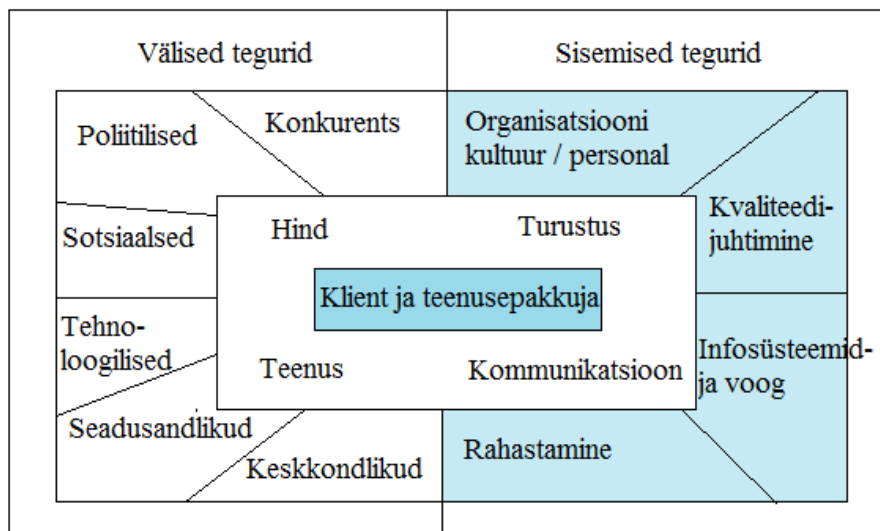 Välised tegurid
Sisemised tegurid
Poliitilised
Konkurents
Organisatsiooni
kultuur / personal
Sotsiaalsed
Hind
Turustus
Kvaliteedi-
juhtimine
Klient ja teenusepakkuja
Tehno-
loogilised
Teenus
Kommunikatsioon
Infosüsteemid-
ja voog
Seadusandlikud
Keskkondlikud
Rahastamine